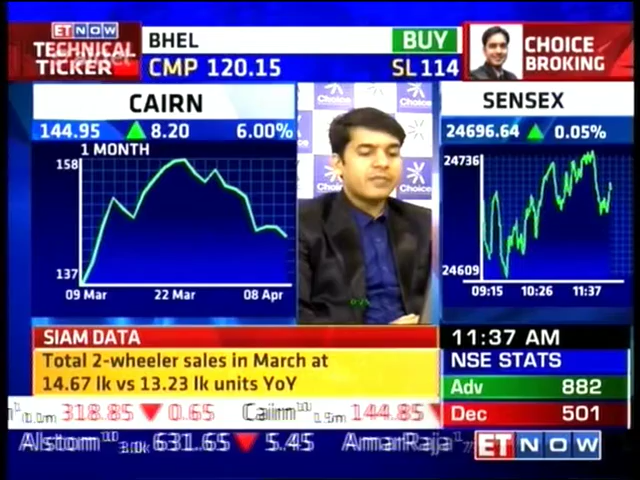 ET NOW
TECHNICAL
TICKER
BHEL
BUY
CMP 120.15
SL 114
CHOICE
BROKING
CAIRN
144.95 8.20 6.00%
1 MONTH
158
137
09 Mar 22 Mar 08 Apr
Choice
Choice
Choice
Choice
SENSEX
24696.64 0.05%
24736
24609
09:15 10:26 11:37
SIAM DATA
Total 2-wheeler sales in March at
14.67 lk vs 13.23 lk units YoY
11:37 AM
NSE STATS
Adv 882
Dec 501
318.85 0.65 Cairn 144.85
Alstom 631.65 5.45 AmarRaja
ET NOW